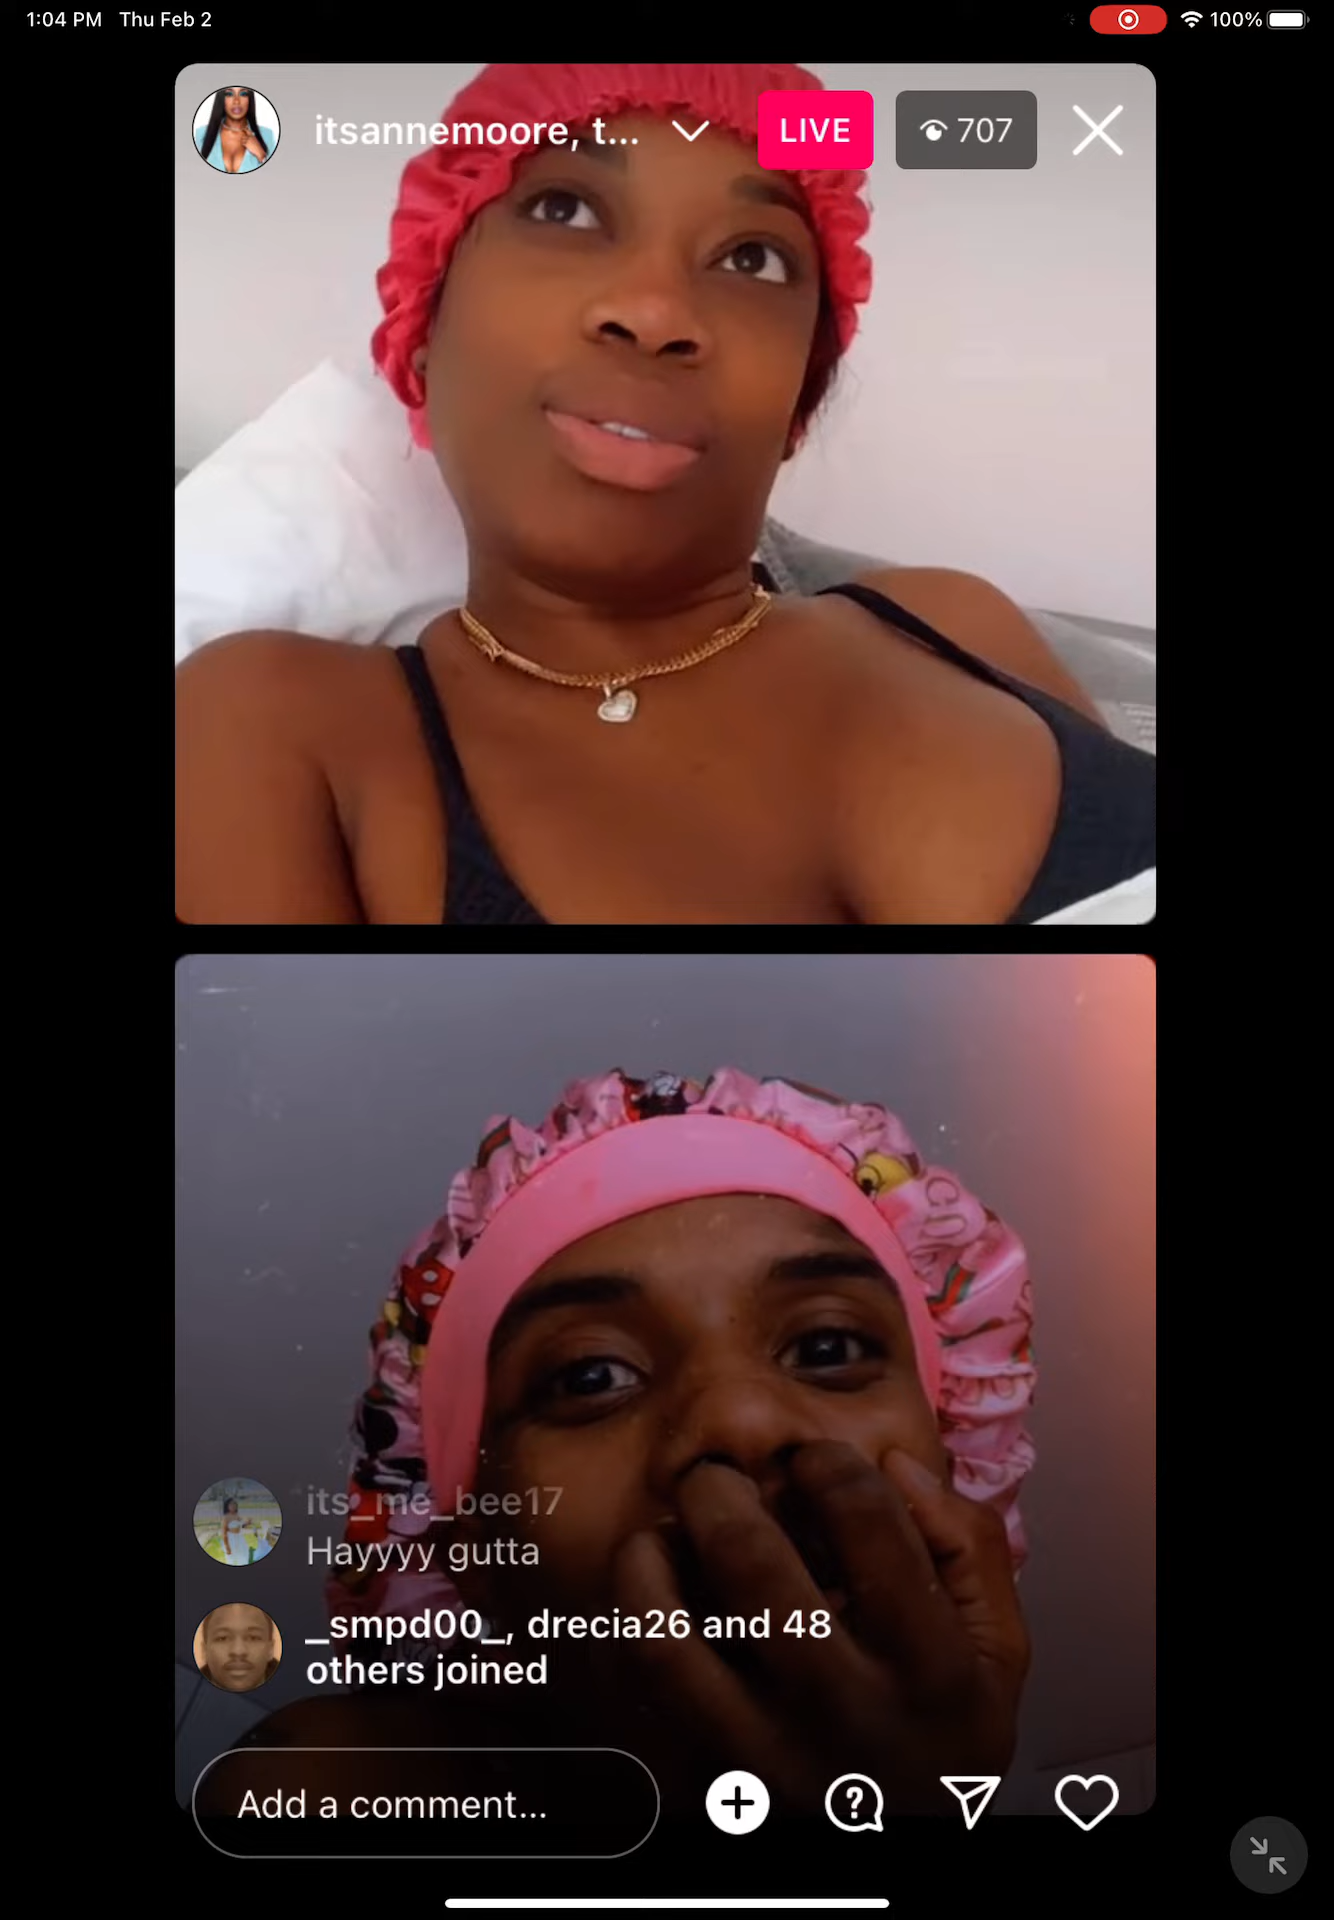 1:04 PM Thu Feb 2
100%
itsannemoore, t...
LIVE
707
its_me_bee17
Hayyyy gutta
_smpd00_, drecia26 and 48
others joined
Add a comment...